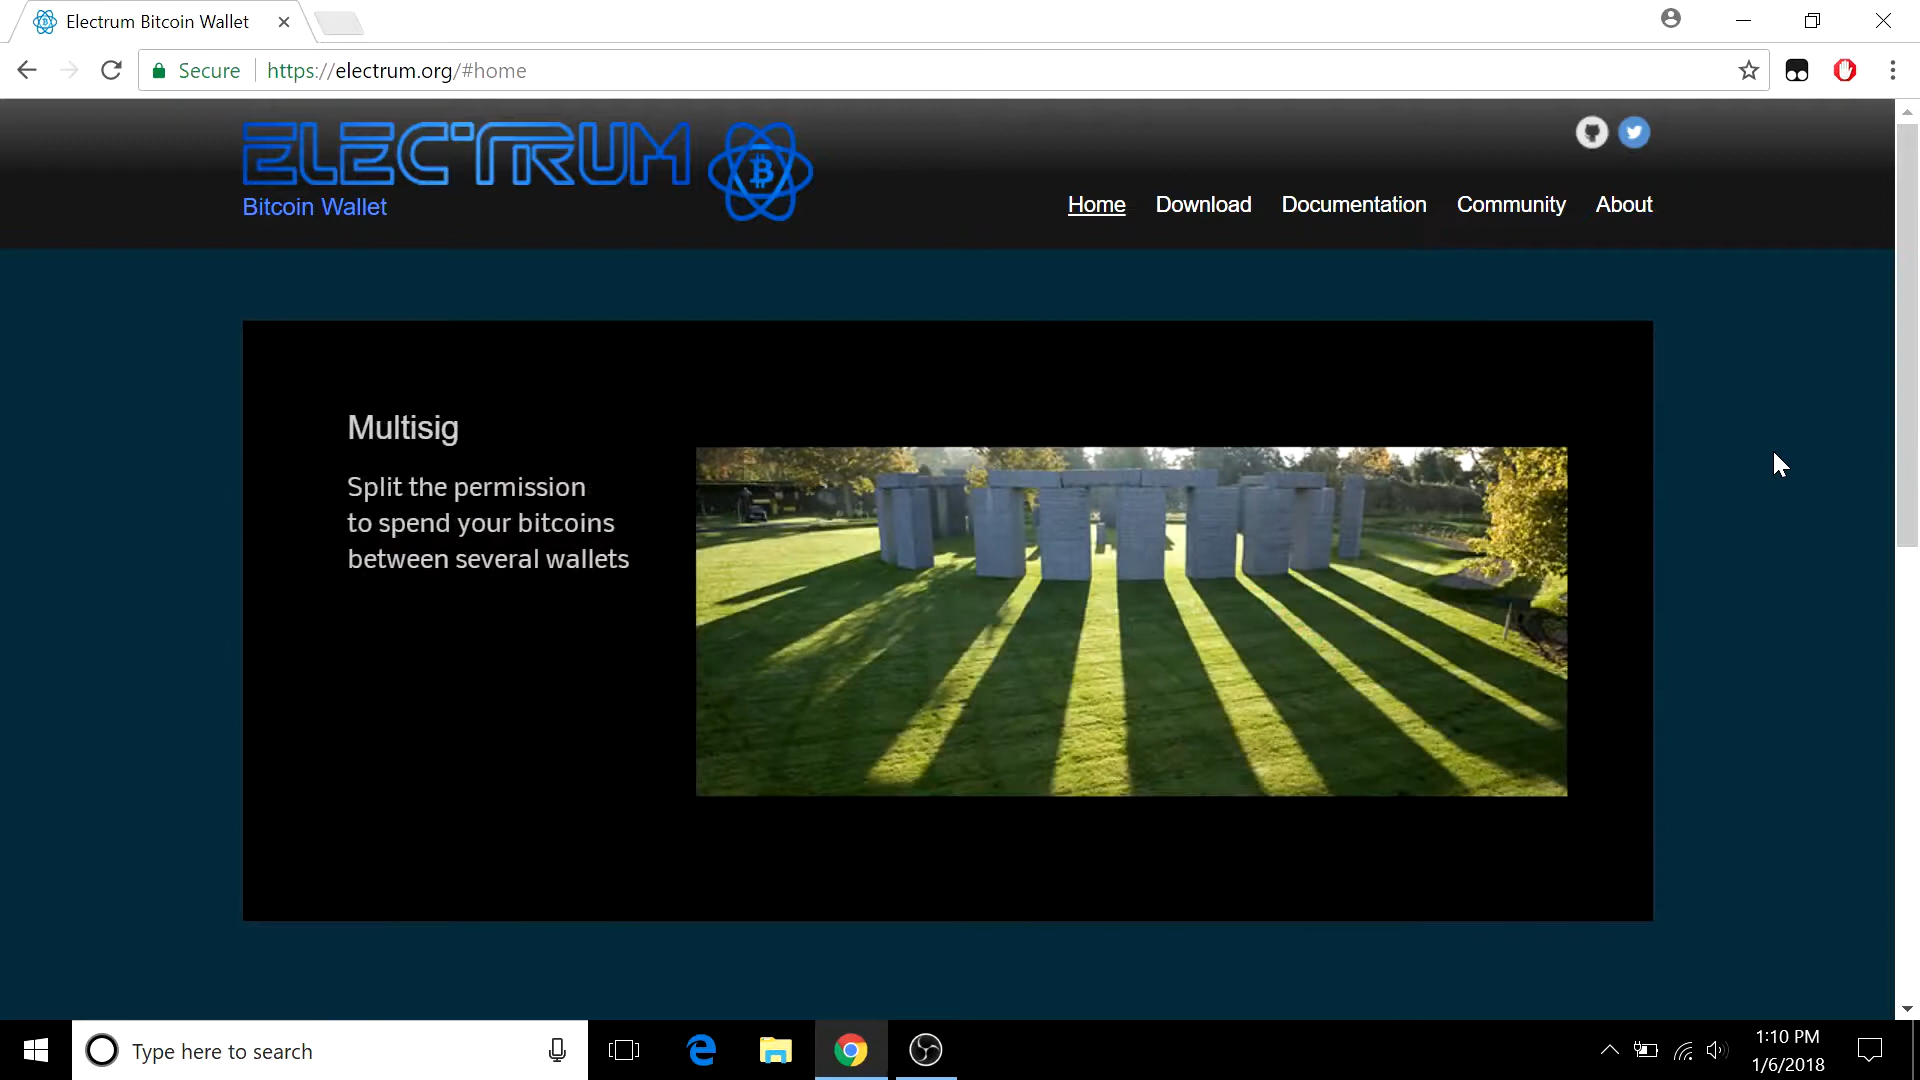 Electrum Bitcoin Wallet
Secure
https://electrum.org/#home
ELECTRUM
Bitcoin Wallet
Home
Download
Documentation
Community
About
Multisig
Split the permission
to spend your bitcoins
between several wallets
Type here to search
1:10 PM
1/6/2018